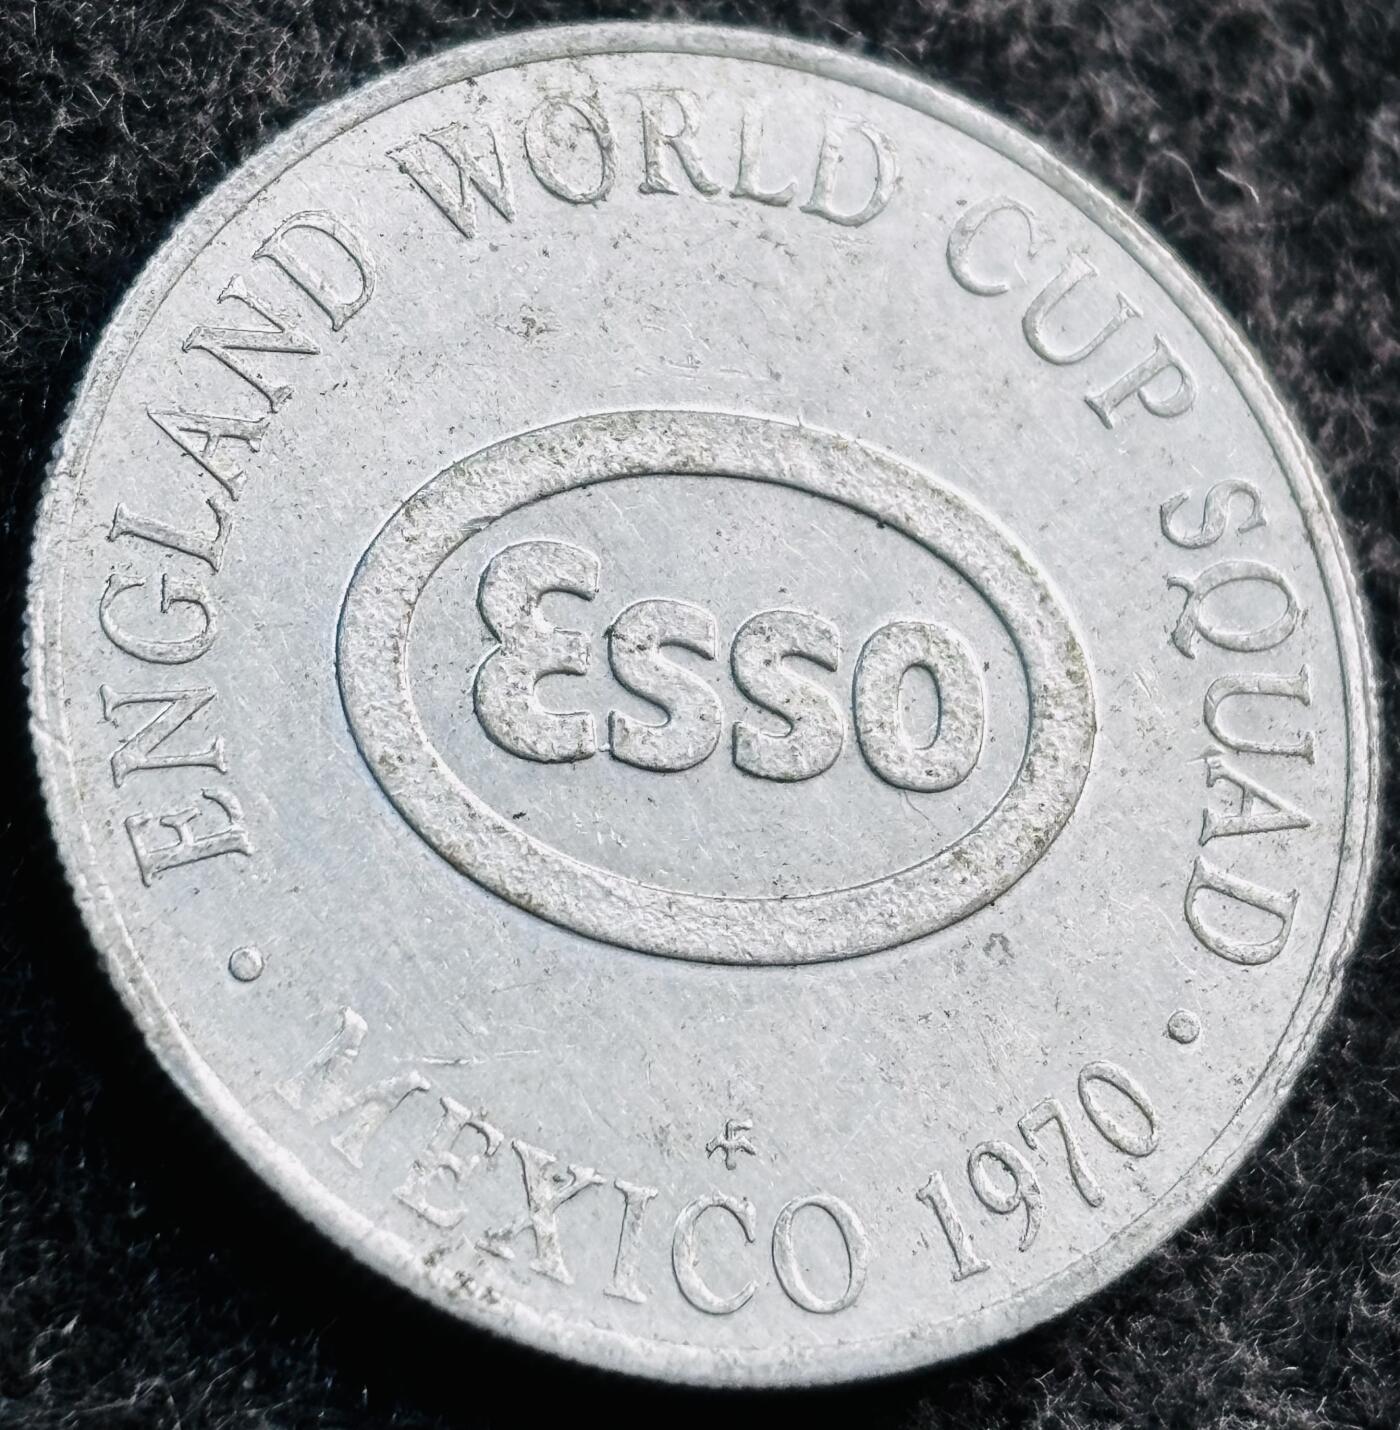 ENGLAND WORLD CUP SQUAD
Esso
MEXICO 1970